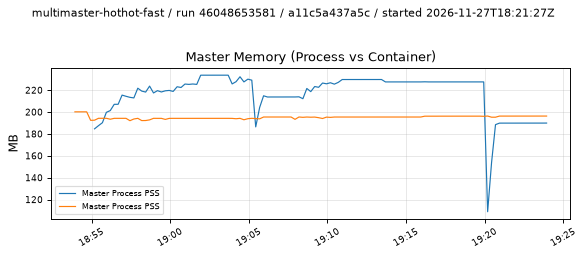 multimaster-hothot-fast / run 46048653581 / a11c5a437a5c / started 2026-11-27T18:21:27Z
Master Memory (Process vs Container)
MB
220
200
180
160
140
120
Master Process PSS
Master Process PSS
18:55
19:00
19:05
19:10
19:15
19:20
19:25